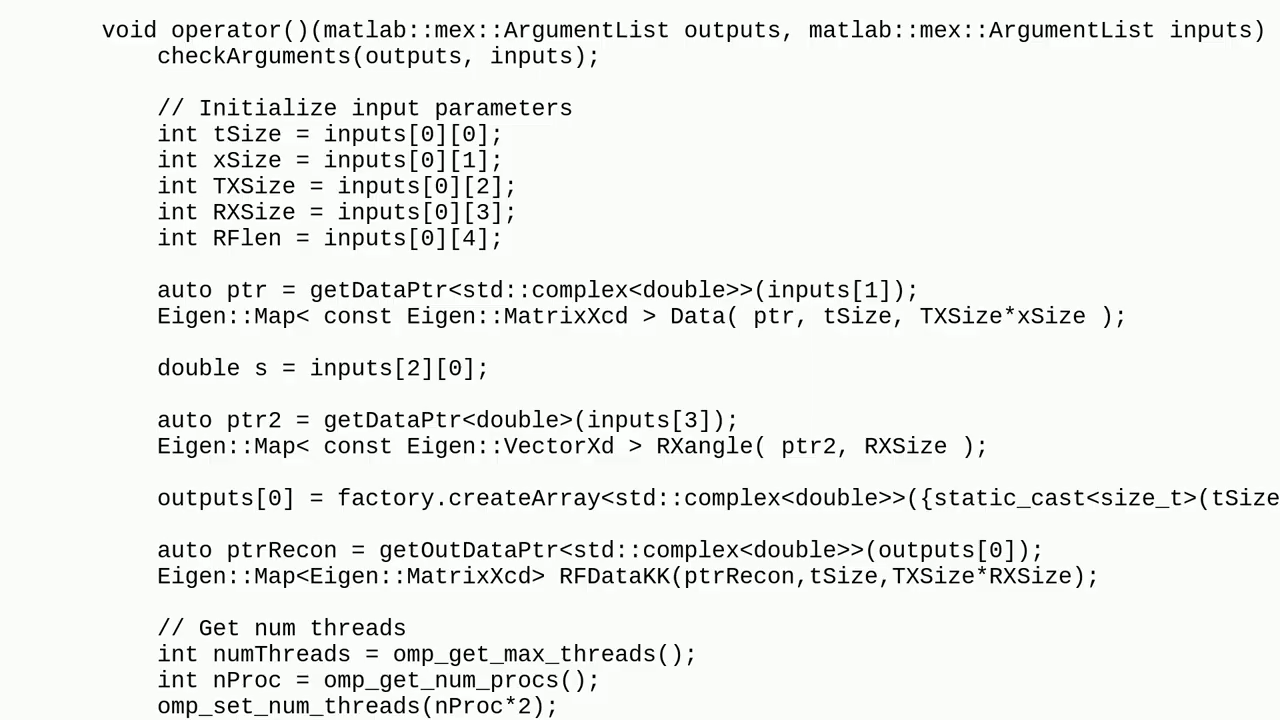 void operator()(matlab::mex::ArgumentList outputs, matlab::mex::ArgumentList inputs)
checkArguments(outputs, inputs);
// Initialize input parameters
int tSize = inputs[0][0];
int xSize = inputs[0][1];
int TXSize = inputs[0][2];
int RXSize = inputs[0][3];
int RFlen = inputs[0][4];
auto ptr = getDataPtr<std::complex<double>>(inputs[1]);
Eigen::Map< const Eigen::MatrixXcd > Data( ptr, tSize, TXSize*xSize );
double s = inputs[2][0];
auto ptr2 = getDataPtr<double>(inputs[3]);
Eigen::Map< const Eigen::VectorXd > RXangle( ptr2, RXSize );
outputs[0] = factory.createArray<std::complex<double>>({static_cast<size_t>(tSize
auto ptrRecon = getOutDataPtr<std::complex<double>>(outputs[0]);
Eigen::Map<Eigen::MatrixXcd> RFDataKK(ptrRecon,tSize,TXSize*RXSize);
// Get num threads
int numThreads = omp_get_max_threads();
int nProc = omp_get_num_procs();
omp_set_num_threads(nProc*2);